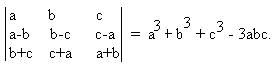 |a b c|
|a-b b-c c-a| = a³ + b³ + c³ - 3abc.
|b+c c+a a+b|